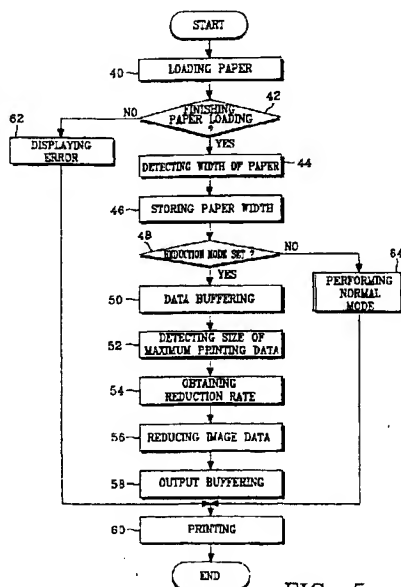 START
40
LOADING PAPER
42
FINISHING
PAPER LOADING
?
NO
YES
62
DISPLAYING
ERROR
DETECTING WIDTH OF PAPER
44
46
STORING PAPER WIDTH
48
REDUCTION MODE SET ?
NO
YES
64
PERFORMING
NORMAL
MODE
50
DATA BUFFERING
52
DETECTING SIZE OF
MAXIMUM PRINTING DATA
54
OBTAINING
REDUCTION RATE
56
REDUCING IMAGE DATA
58
OUTPUT BUFFERING
60
PRINTING
END
FIG. 5